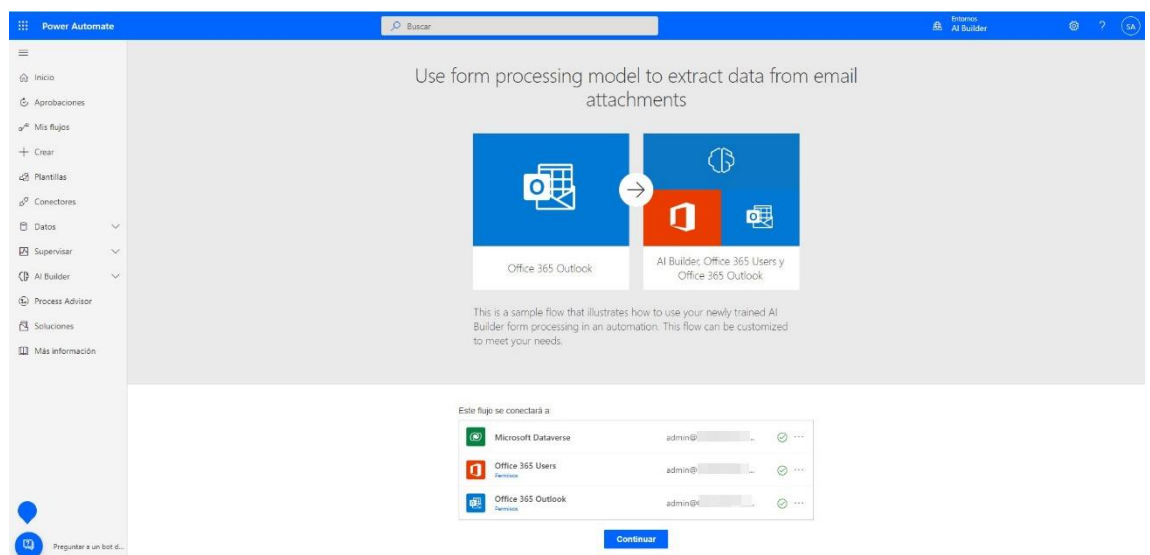 Power Automate
Buscar
Entornos
AI Builder
?
SA
Inicio
Aprobaciones
Mis flujos
Crear
Plantillas
Conectores
Datos
Supervisar
AI Builder
Process Advisor
Soluciones
Más información
Preguntar a un bot d...
Use form processing model to extract data from email
attachments
Office 365 Outlook
AI Builder, Office 365 Users y
Office 365 Outlook
This is a sample flow that illustrates how to use your newly trained AI
Builder form processing in an automation. This flow can be customized
to meet your needs.
Este flujo se conectará a
Microsoft Dataverse
admin@
...
Office 365 Users
Permisos
admin@
...
Office 365 Outlook
Permisos
admin@
...
Continuar